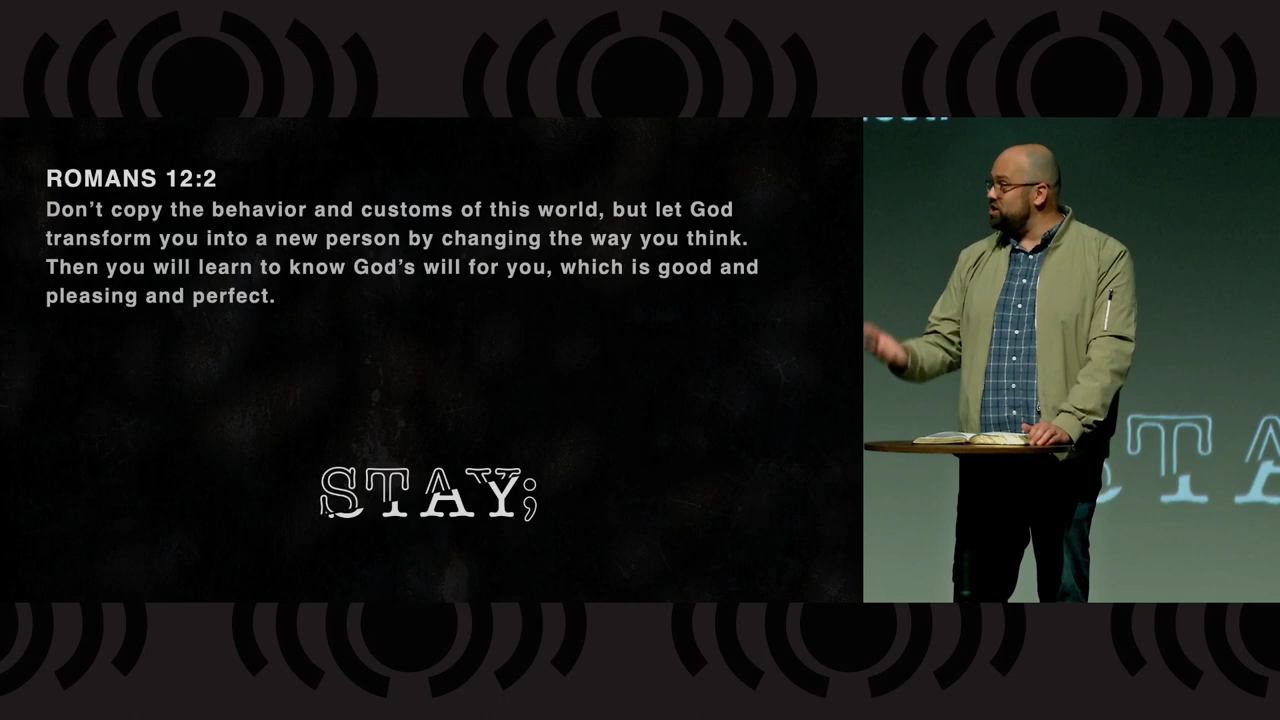 ROMANS 12:2
Don’t copy the behavior and customs of this world, but let God
transform you into a new person by changing the way you think.
Then you will learn to know God’s will for you, which is good and
pleasing and perfect.
STAY;
TA